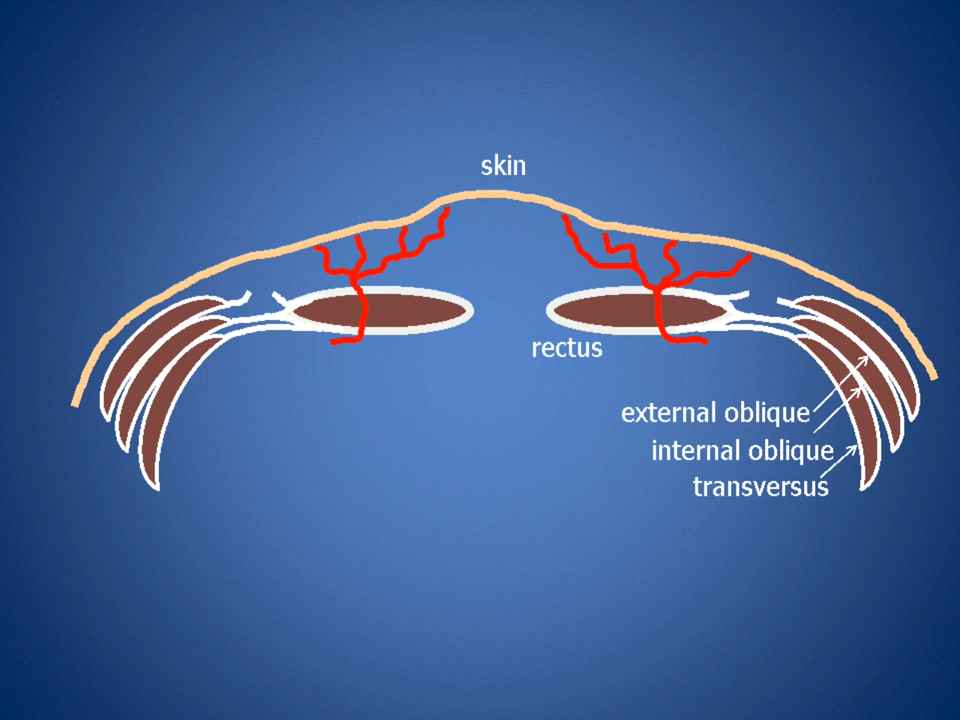 skin
rectus
external oblique
internal oblique
transversus